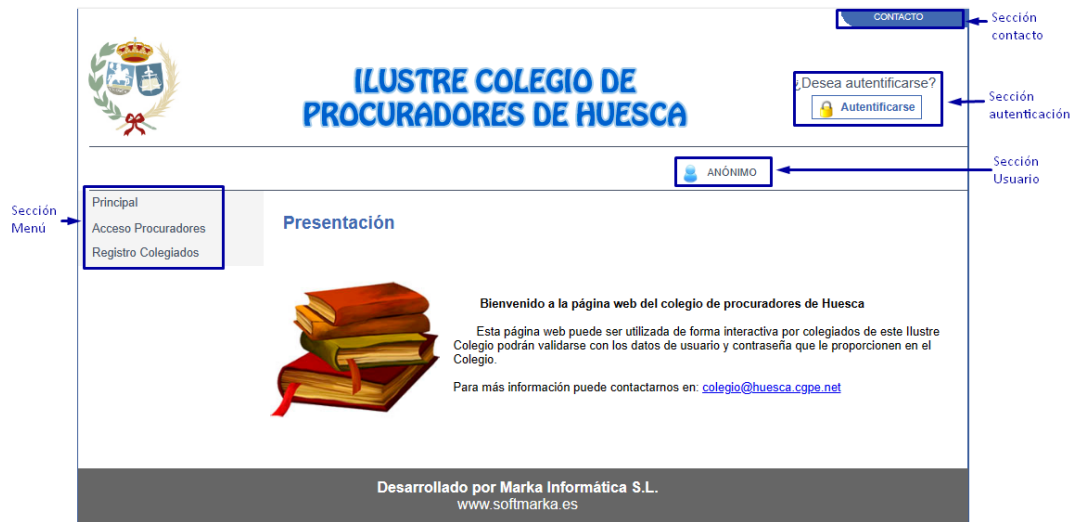 CONTACTO
Sección
contacto
ILUSTRE COLEGIO DE
PROCURADORES DE HUESCA
¿Desea autentificarse?
Autentificarse
Sección
autenticación
ANÓNIMO
Sección
Usuario
Sección
Menú
Principal
Acceso Procuradores
Registro Colegiados
Presentación
Bienvenido a la página web del colegio de procuradores de Huesca
Esta página web puede ser utilizada de forma interactiva por colegiados de este Ilustre
Colegio podrán validarse con los datos de usuario y contraseña que le proporcionen en el
Colegio.
Para más información puede contactarnos en: colegio@huesca.cgpe.net
Desarrollado por Marka Informática S.L.
www.softmarka.es